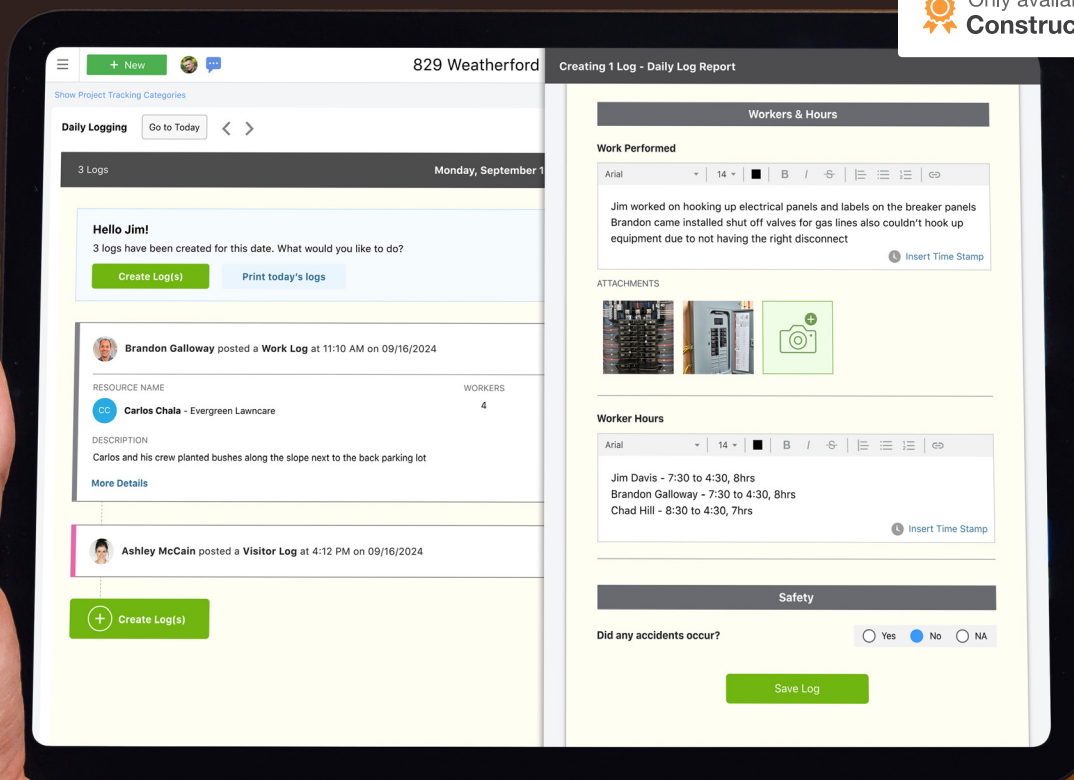 Only
Construc
+ New
829 Weatherford
Show Project Tracking Categories
Daily Logging
Go to Today
3 Logs
Monday, September 1
Hello Jim!
3 logs have been created for this date. What would you like to do?
Create Log(s)
Print today's logs
Brandon Galloway posted a Work Log at 11:10 AM on 09/16/2024
RESOURCE NAME
WORKERS
CC
Carlos Chala - Evergreen Lawncare
4
DESCRIPTION
Carlos and his crew planted bushes along the slope next to the back parking lot
More Details
Ashley McCain posted a Visitor Log at 4:12 PM on 09/16/2024
+ Create Log(s)
Creating 1 Log - Daily Log Report
Workers & Hours
Work Performed
Arial 14 B I S
Jim worked on hooking up electrical panels and labels on the breaker panels
Brandon came installed shut off valves for gas lines also couldn't hook up
equipment due to not having the right disconnect
Insert Time Stamp
ATTACHMENTS
Worker Hours
Arial 14 B I S
Jim Davis - 7:30 to 4:30, 8hrs
Brandon Galloway - 7:30 to 4:30, 8hrs
Chad Hill - 8:30 to 4:30, 7hrs
Insert Time Stamp
Safety
Did any accidents occur?
Yes No NA
Save Log